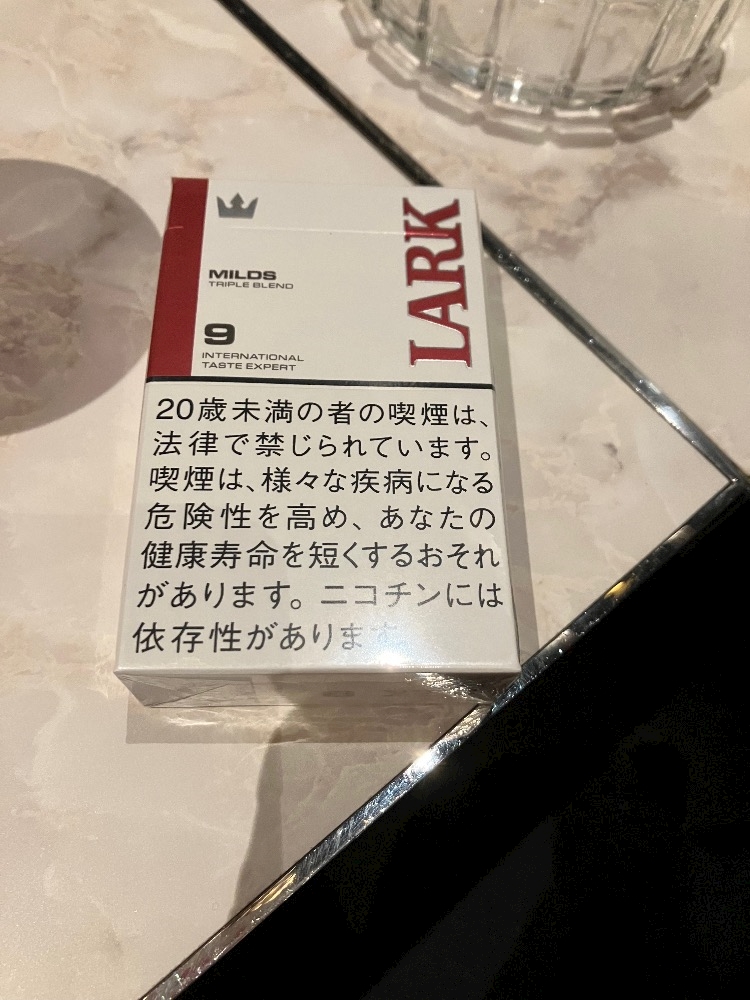 LARK
MILDS
TRIPLE BLEND
9
INTERNATIONAL
TASTE EXPERT
20歳未満の者の喫煙は、
法律で禁じられています。
喫煙は、様々な疾病になる
危険性を高め、あなたの
健康寿命を短くするおそれ
があります。ニコチンには
依存性があります